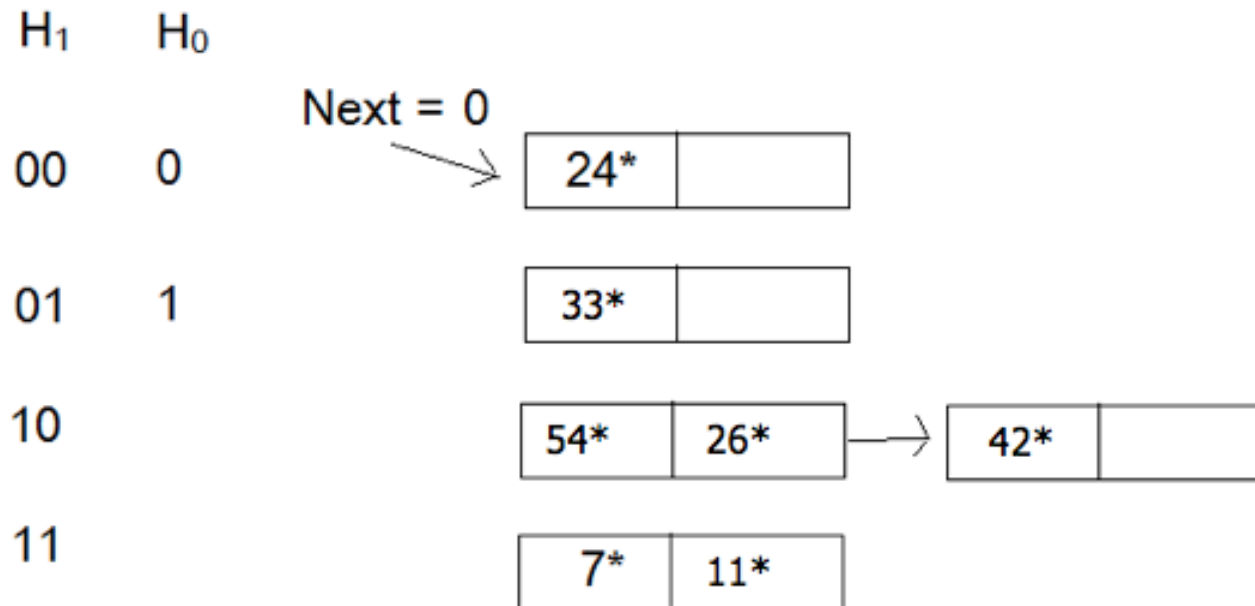 H₁ H₀
Next = 0
00 0 24*
01 1 33*
10 54* 26* 42*
11 7* 11*